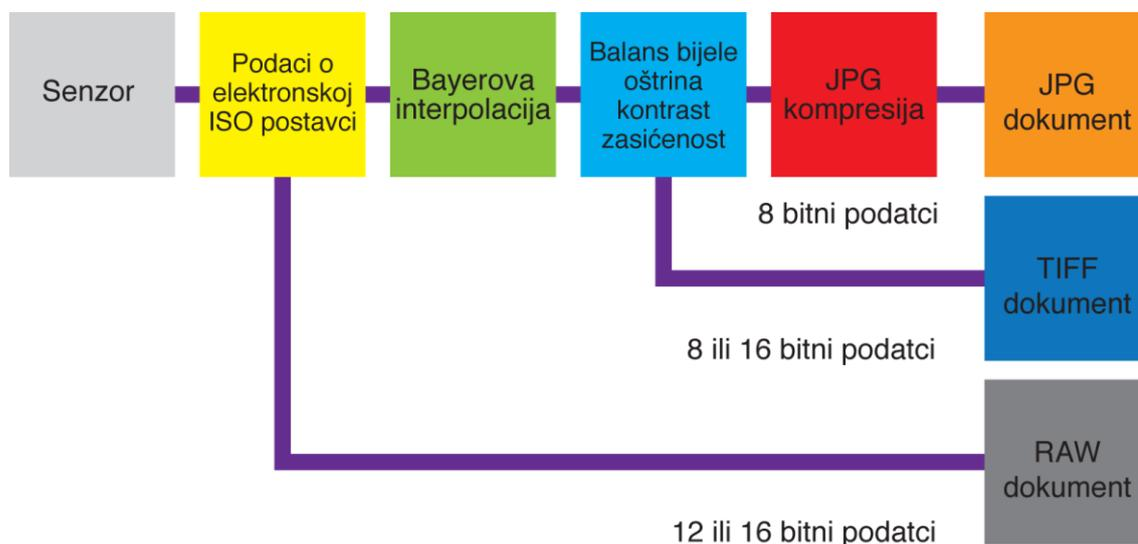 Senzor
Podaci o
elektronskoj
ISO postavci
Bayerova
interpolacija
Balans bijele
oštrina
kontrast
zasićenost
JPG
kompresija
JPG
dokument
8 bitni podatci
TIFF
dokument
8 ili 16 bitni podatci
RAW
dokument
12 ili 16 bitni podatci